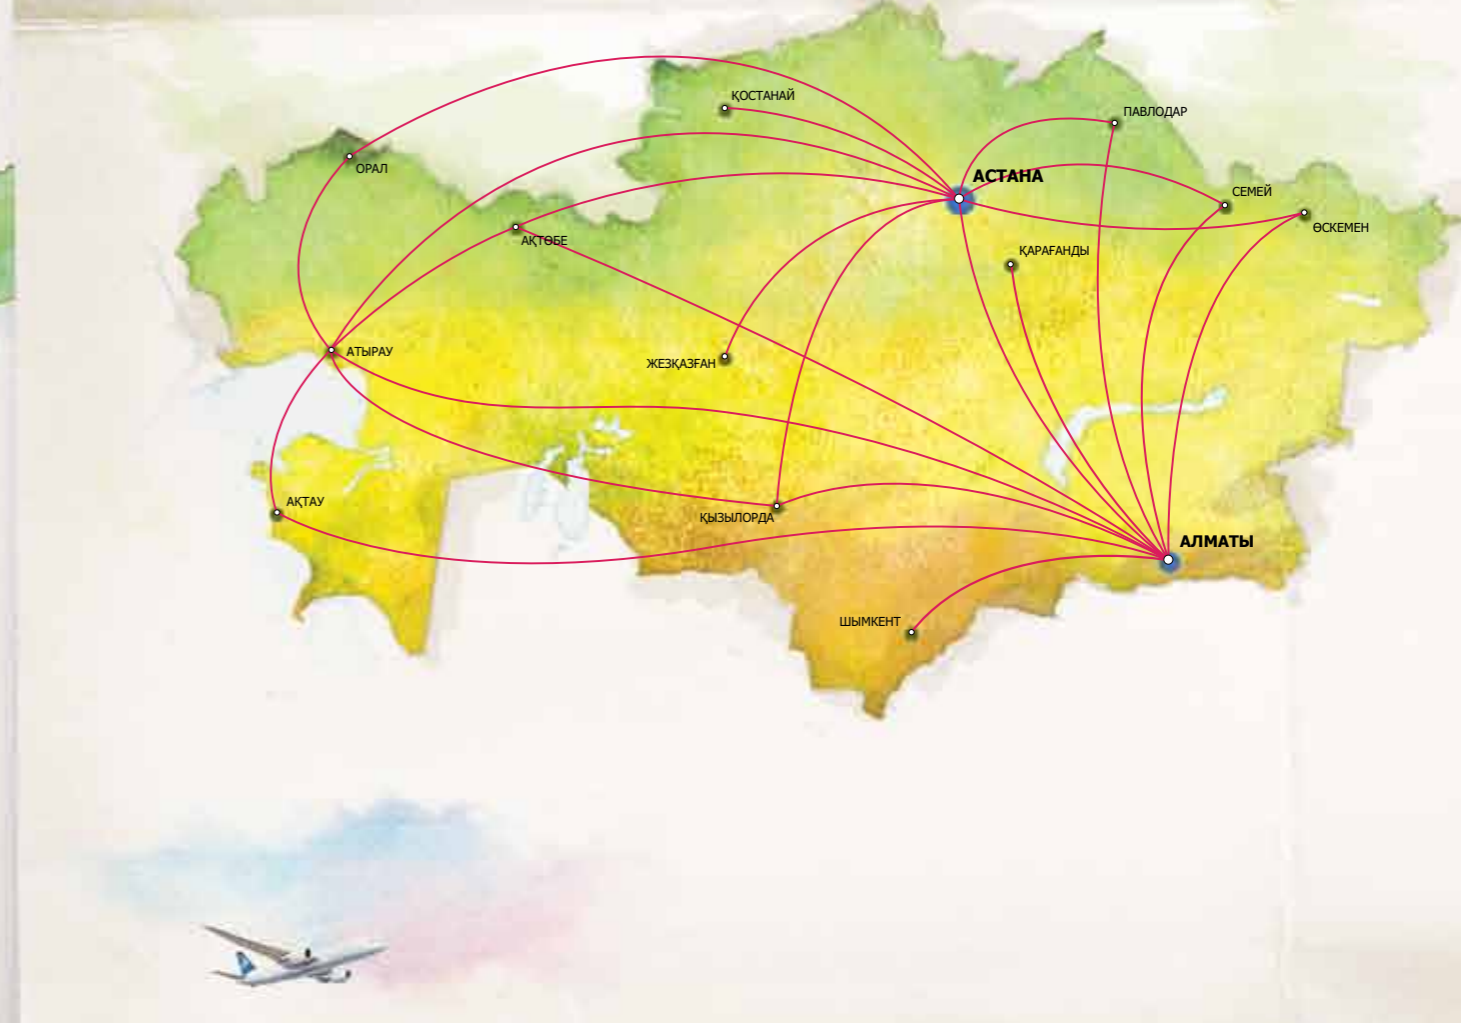 ҚОСТАНАЙ
ПАВЛОДАР
ОРАЛ
АСТАНА
СЕМЕЙ
ӨСКЕМЕН
АҚТӨБЕ
ҚАРАҒАНДЫ
АТЫРАУ
ЖЕЗҚАЗҒАН
АҚТАУ
ҚЫЗЫЛОРДА
АЛМАТЫ
ШЫМКЕНТ